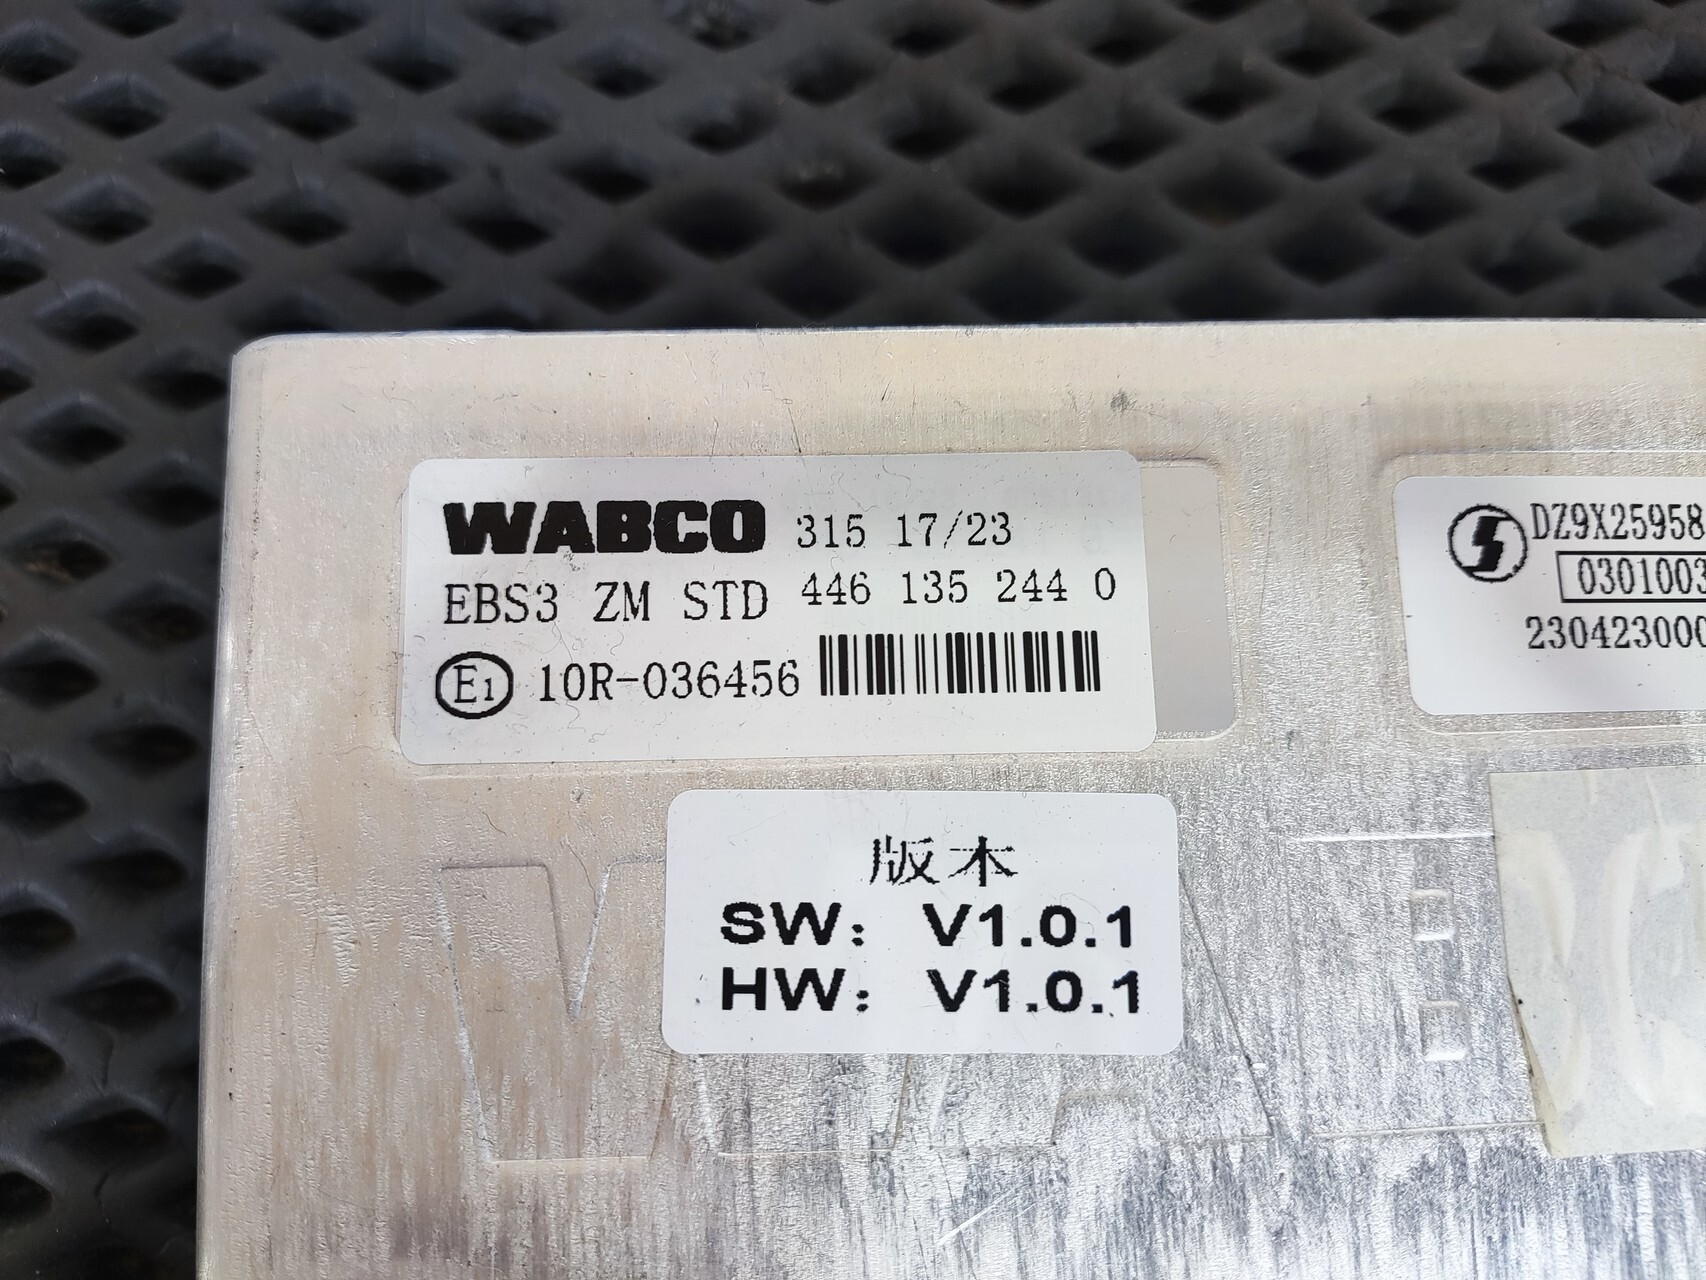 WABCO 315 17/23
EBS3 ZM STD 446 135 244 0
E1 10R-036456
DZ9X25958
0301003
230423000
版本
SW: V1.0.1
HW: V1.0.1